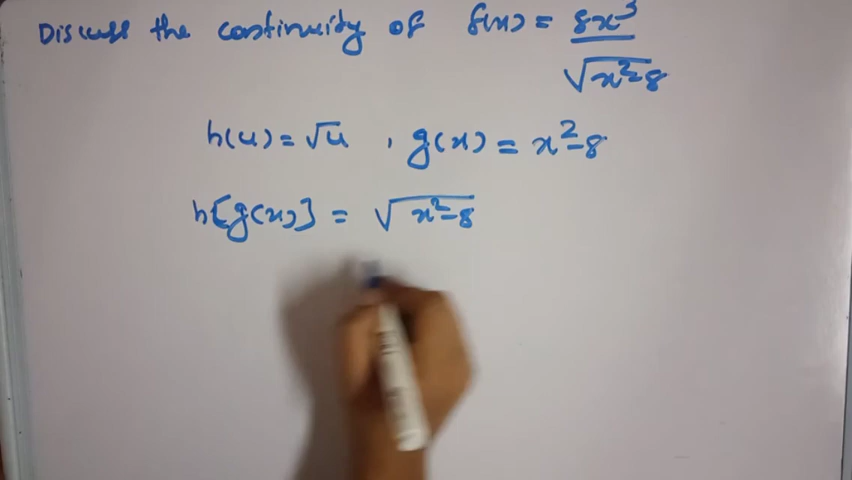 Discuss the continuity of f(x) = 8x³
√x²-8
h(u) = √u , g(x) = x²-8
h[g(x)] = √x²-8